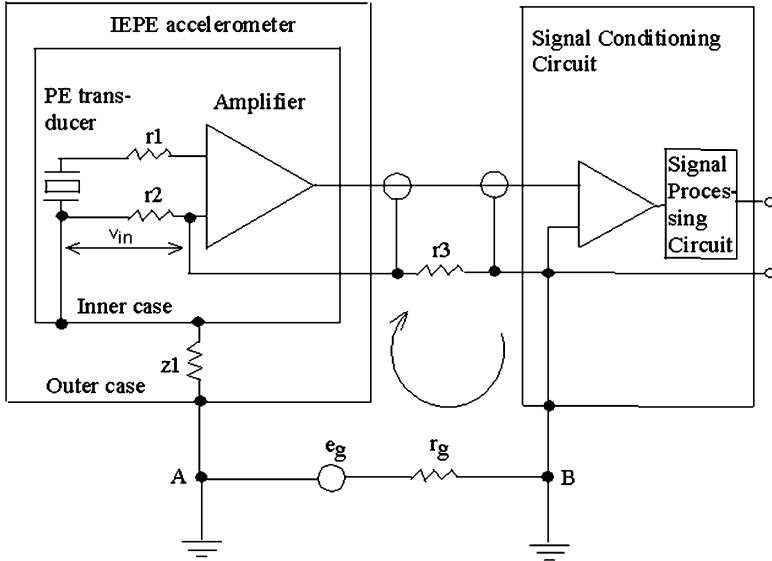 IEPE accelerometer
Signal Conditioning
Circuit
PE trans-
ducer
Amplifier
r1
r2
vin
Signal
Proces-
sing
Circuit
r3
Inner case
z1
Outer case
eg
rg
A
B